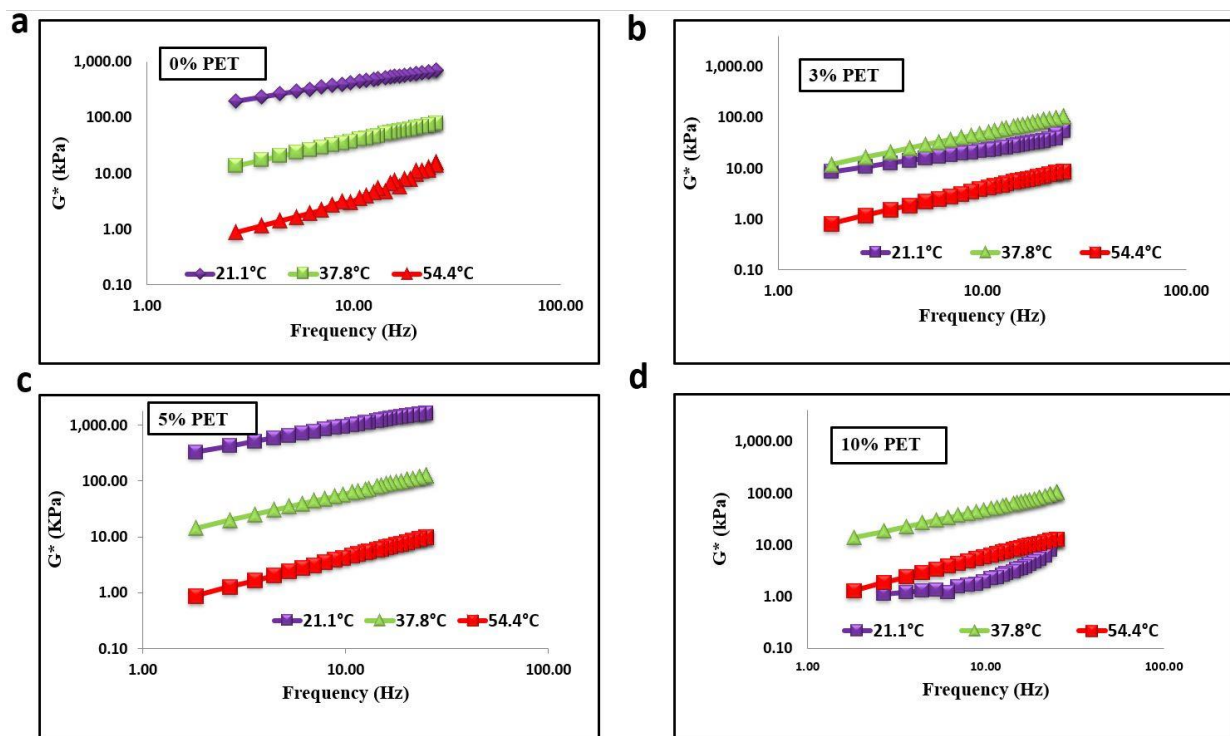 a
0% PET
G* (kPa)
1,000.00
100.00
10.00
1.00
0.10
21.1°C 37.8°C 54.4°C
1.00 10.00 100.00
Frequency (Hz)
b
3% PET
G* (kPa)
1,000.00
100.00
10.00
1.00
0.10
21.1°C 37.8°C 54.4°C
1.00 10.00 100.00
Frequency (Hz)
c
5% PET
G* (KPa)
1,000.00
100.00
10.00
1.00
0.10
21.1°C 37.8°C 54.4°C
1.00 10.00 100.00
Frequency (Hz)
d
10% PET
G* (kPa)
1,000.00
100.00
10.00
1.00
0.10
21.1°C 37.8°C 54.4°C
1.00 10.00 100.00
Frequency (Hz)